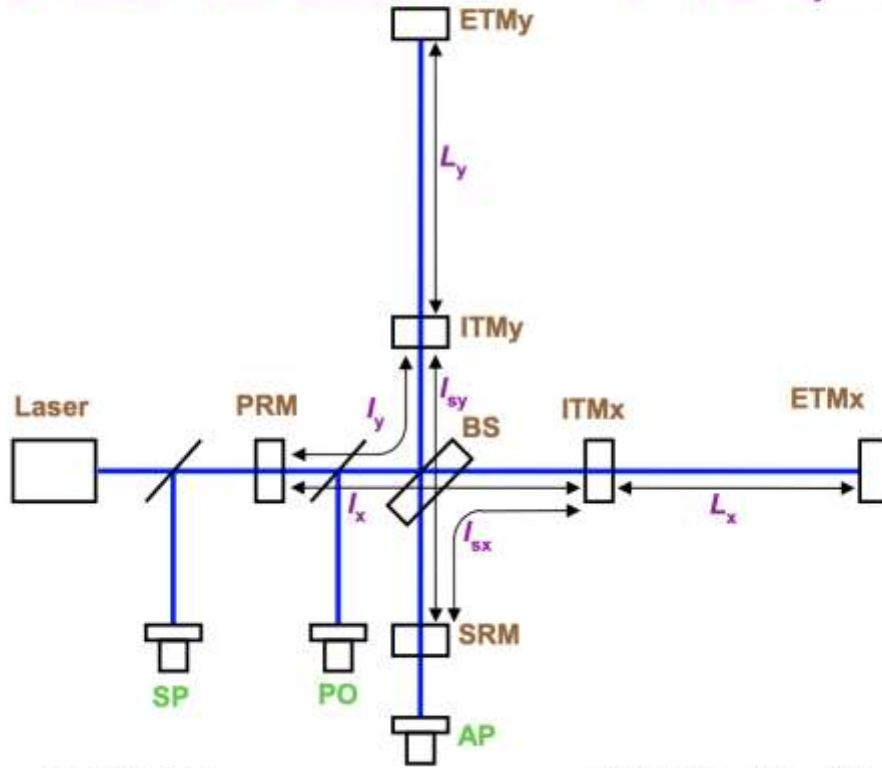 ETMy
Ly
ITMy
Laser
PRM
ly
lsy
BS
ITMx
ETMx
lx
lsx
Lx
SRM
SP
PO
AP